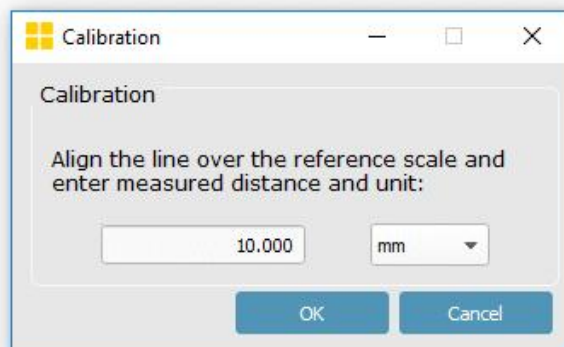 Calibration
Calibration
Align the line over the reference scale and
enter measured distance and unit:
10.000 mm
OK Cancel